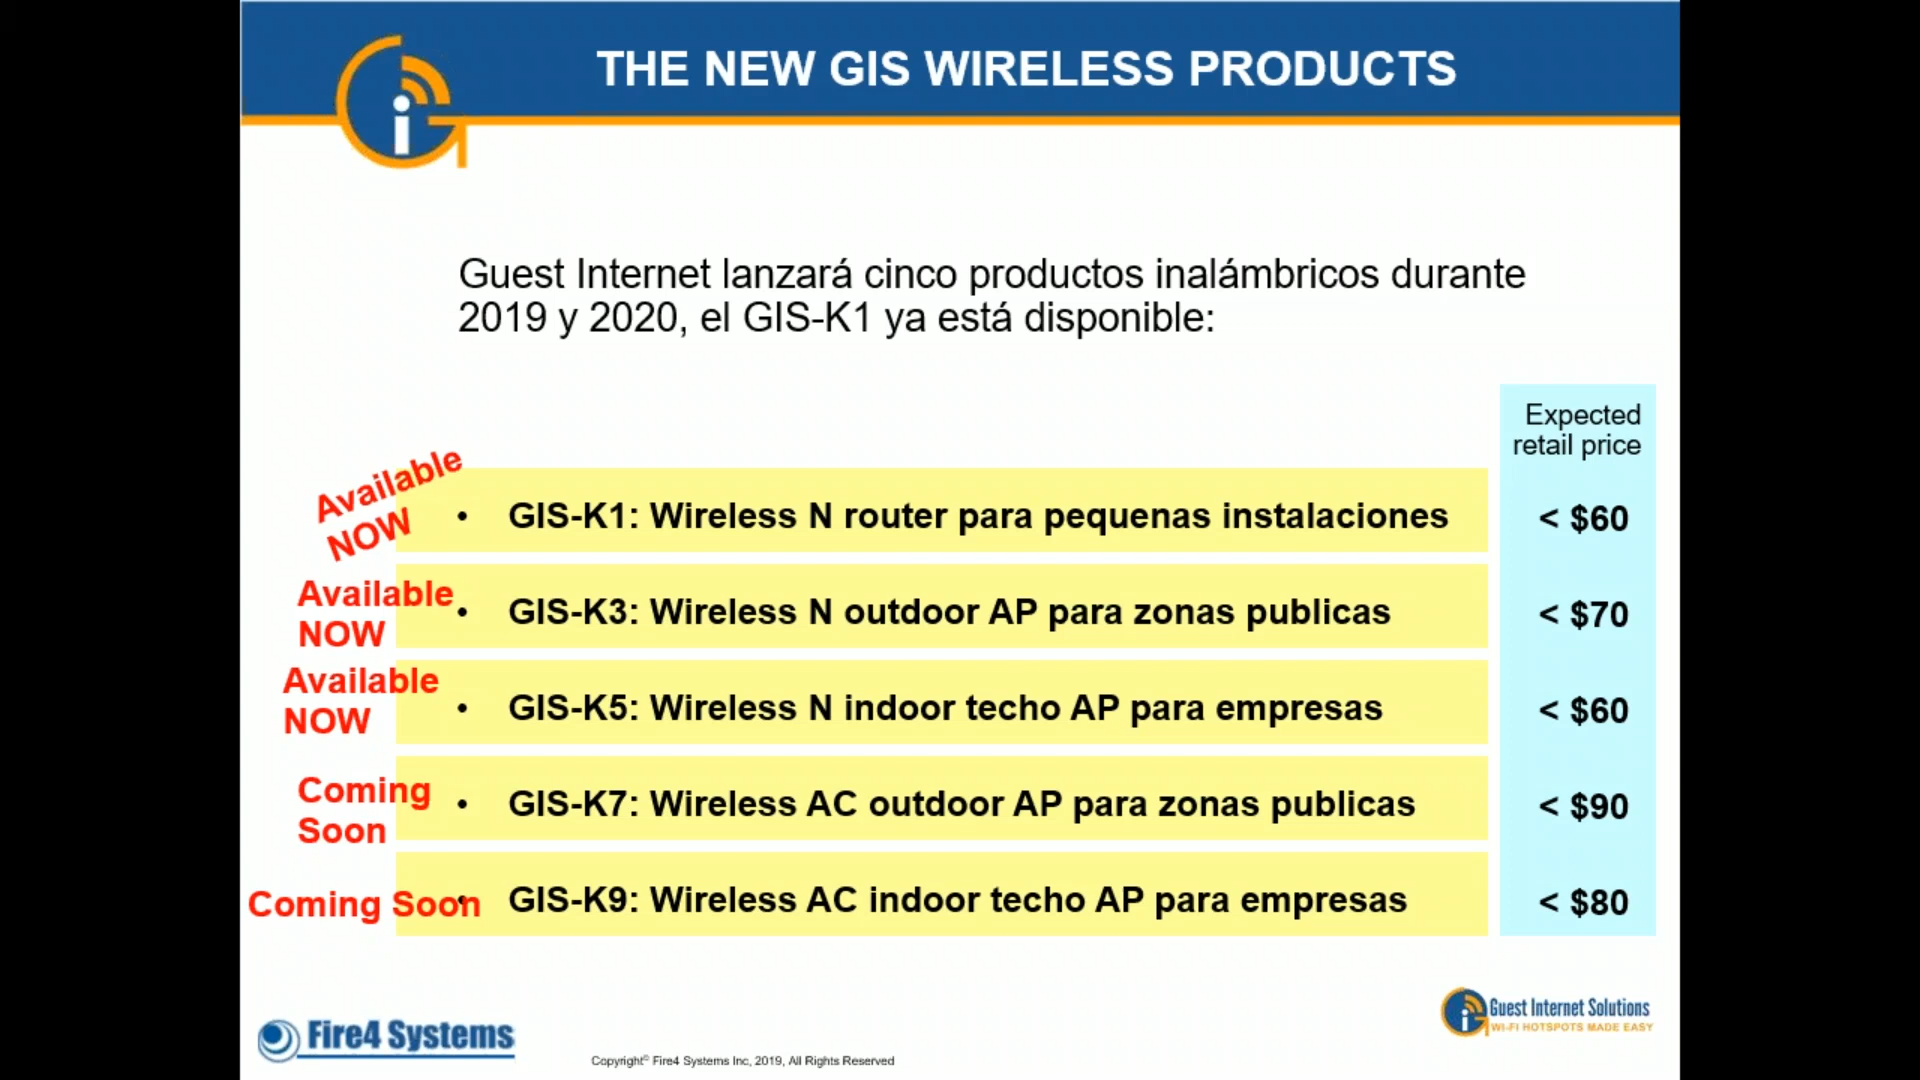 THE NEW GIS WIRELESS PRODUCTS
Guest Internet lanzará cinco productos inalámbricos durante
2019 y 2020, el GIS-K1 ya está disponible:
Expected
retail price
Available
NOW
• GIS-K1: Wireless N router para pequenas instalaciones
< $60
Available
NOW
• GIS-K3: Wireless N outdoor AP para zonas publicas
< $70
Available
NOW
• GIS-K5: Wireless N indoor techo AP para empresas
< $60
Coming
Soon
• GIS-K7: Wireless AC outdoor AP para zonas publicas
< $90
Coming Soon
• GIS-K9: Wireless AC indoor techo AP para empresas
< $80
Fire4 Systems
Copyright© Fire4 Systems Inc, 2019, All Rights Reserved
Guest Internet Solutions
WI-FI HOTSPOTS MADE EASY